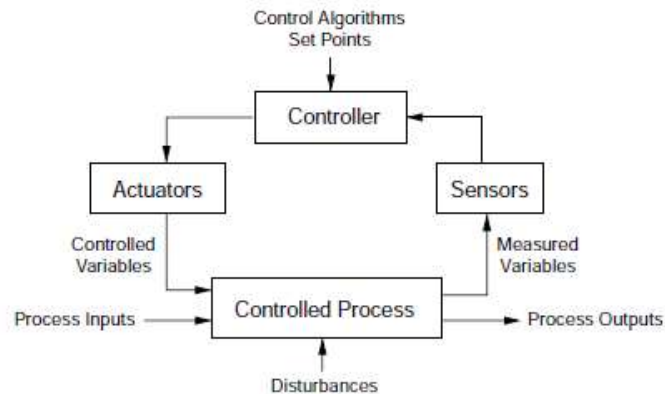 Control Algorithms
Set Points
Controller
Actuators
Sensors
Controlled
Variables
Measured
Variables
Process Inputs
Controlled Process
Process Outputs
Disturbances